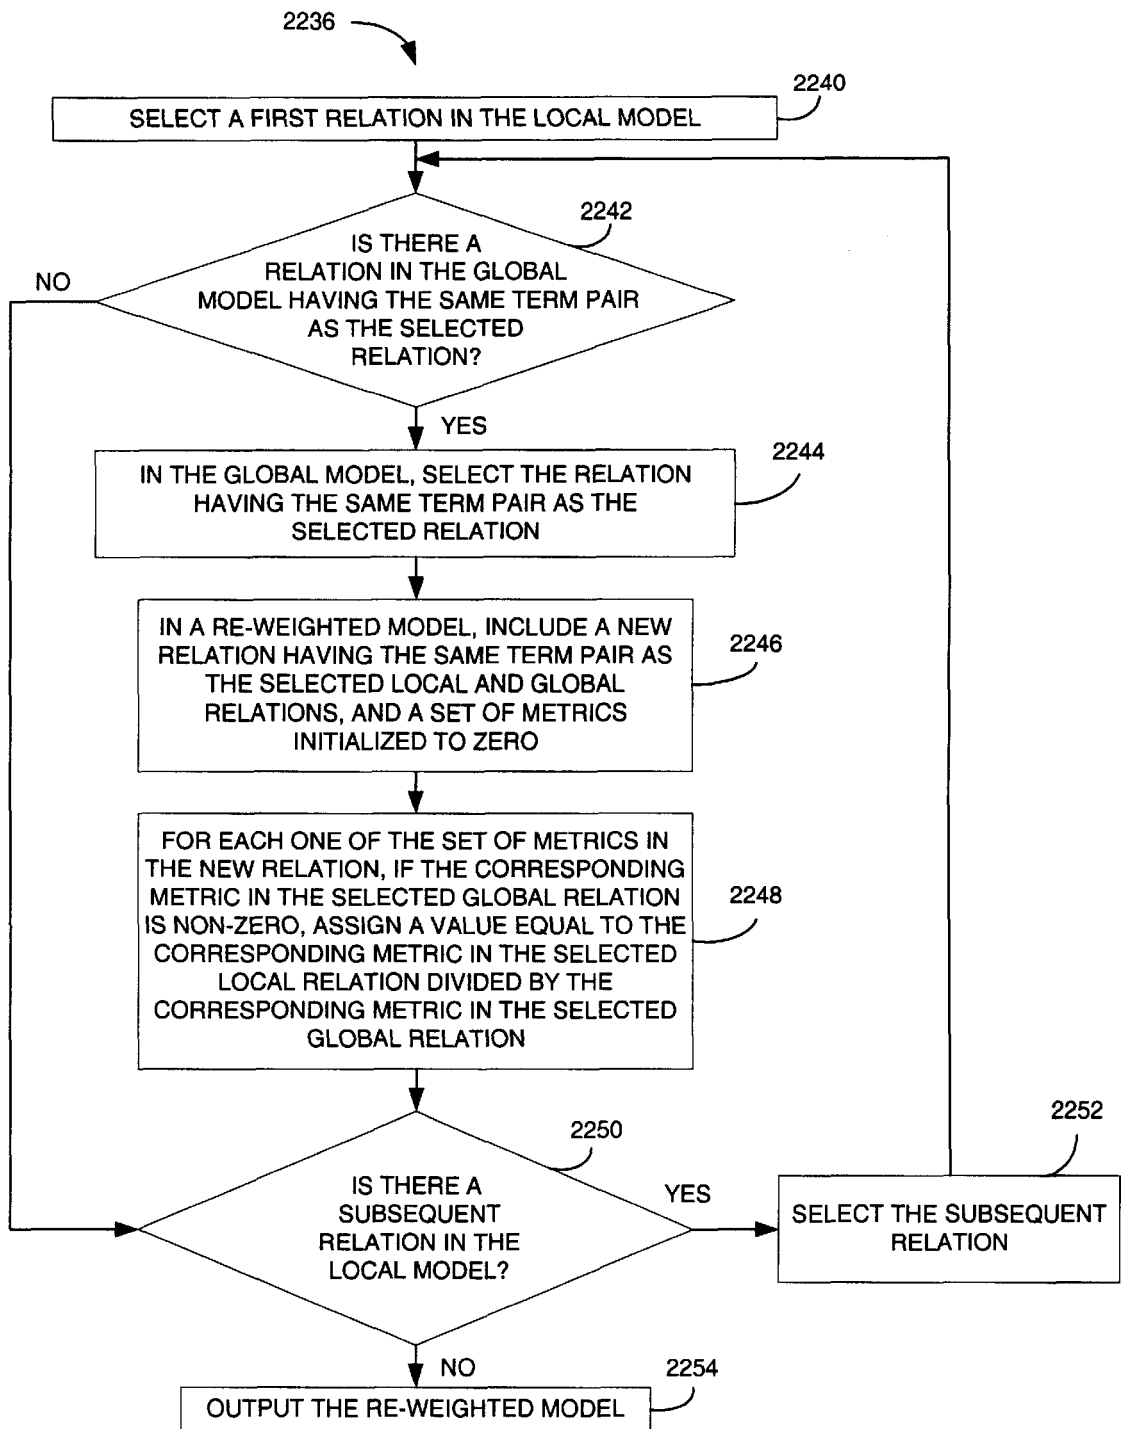 2236
2240
SELECT A FIRST RELATION IN THE LOCAL MODEL
2242
IS THERE A
RELATION IN THE GLOBAL
MODEL HAVING THE SAME TERM PAIR
AS THE SELECTED
RELATION?
NO
YES
2244
IN THE GLOBAL MODEL, SELECT THE RELATION
HAVING THE SAME TERM PAIR AS THE
SELECTED RELATION
2246
IN A RE-WEIGHTED MODEL, INCLUDE A NEW
RELATION HAVING THE SAME TERM PAIR AS
THE SELECTED LOCAL AND GLOBAL
RELATIONS, AND A SET OF METRICS
INITIALIZED TO ZERO
2248
FOR EACH ONE OF THE SET OF METRICS IN
THE NEW RELATION, IF THE CORRESPONDING
METRIC IN THE SELECTED GLOBAL RELATION
IS NON-ZERO, ASSIGN A VALUE EQUAL TO THE
CORRESPONDING METRIC IN THE SELECTED
LOCAL RELATION DIVIDED BY THE
CORRESPONDING METRIC IN THE SELECTED
GLOBAL RELATION
2250
IS THERE A
SUBSEQUENT
RELATION IN THE
LOCAL MODEL?
YES
2252
SELECT THE SUBSEQUENT
RELATION
NO
2254
OUTPUT THE RE-WEIGHTED MODEL